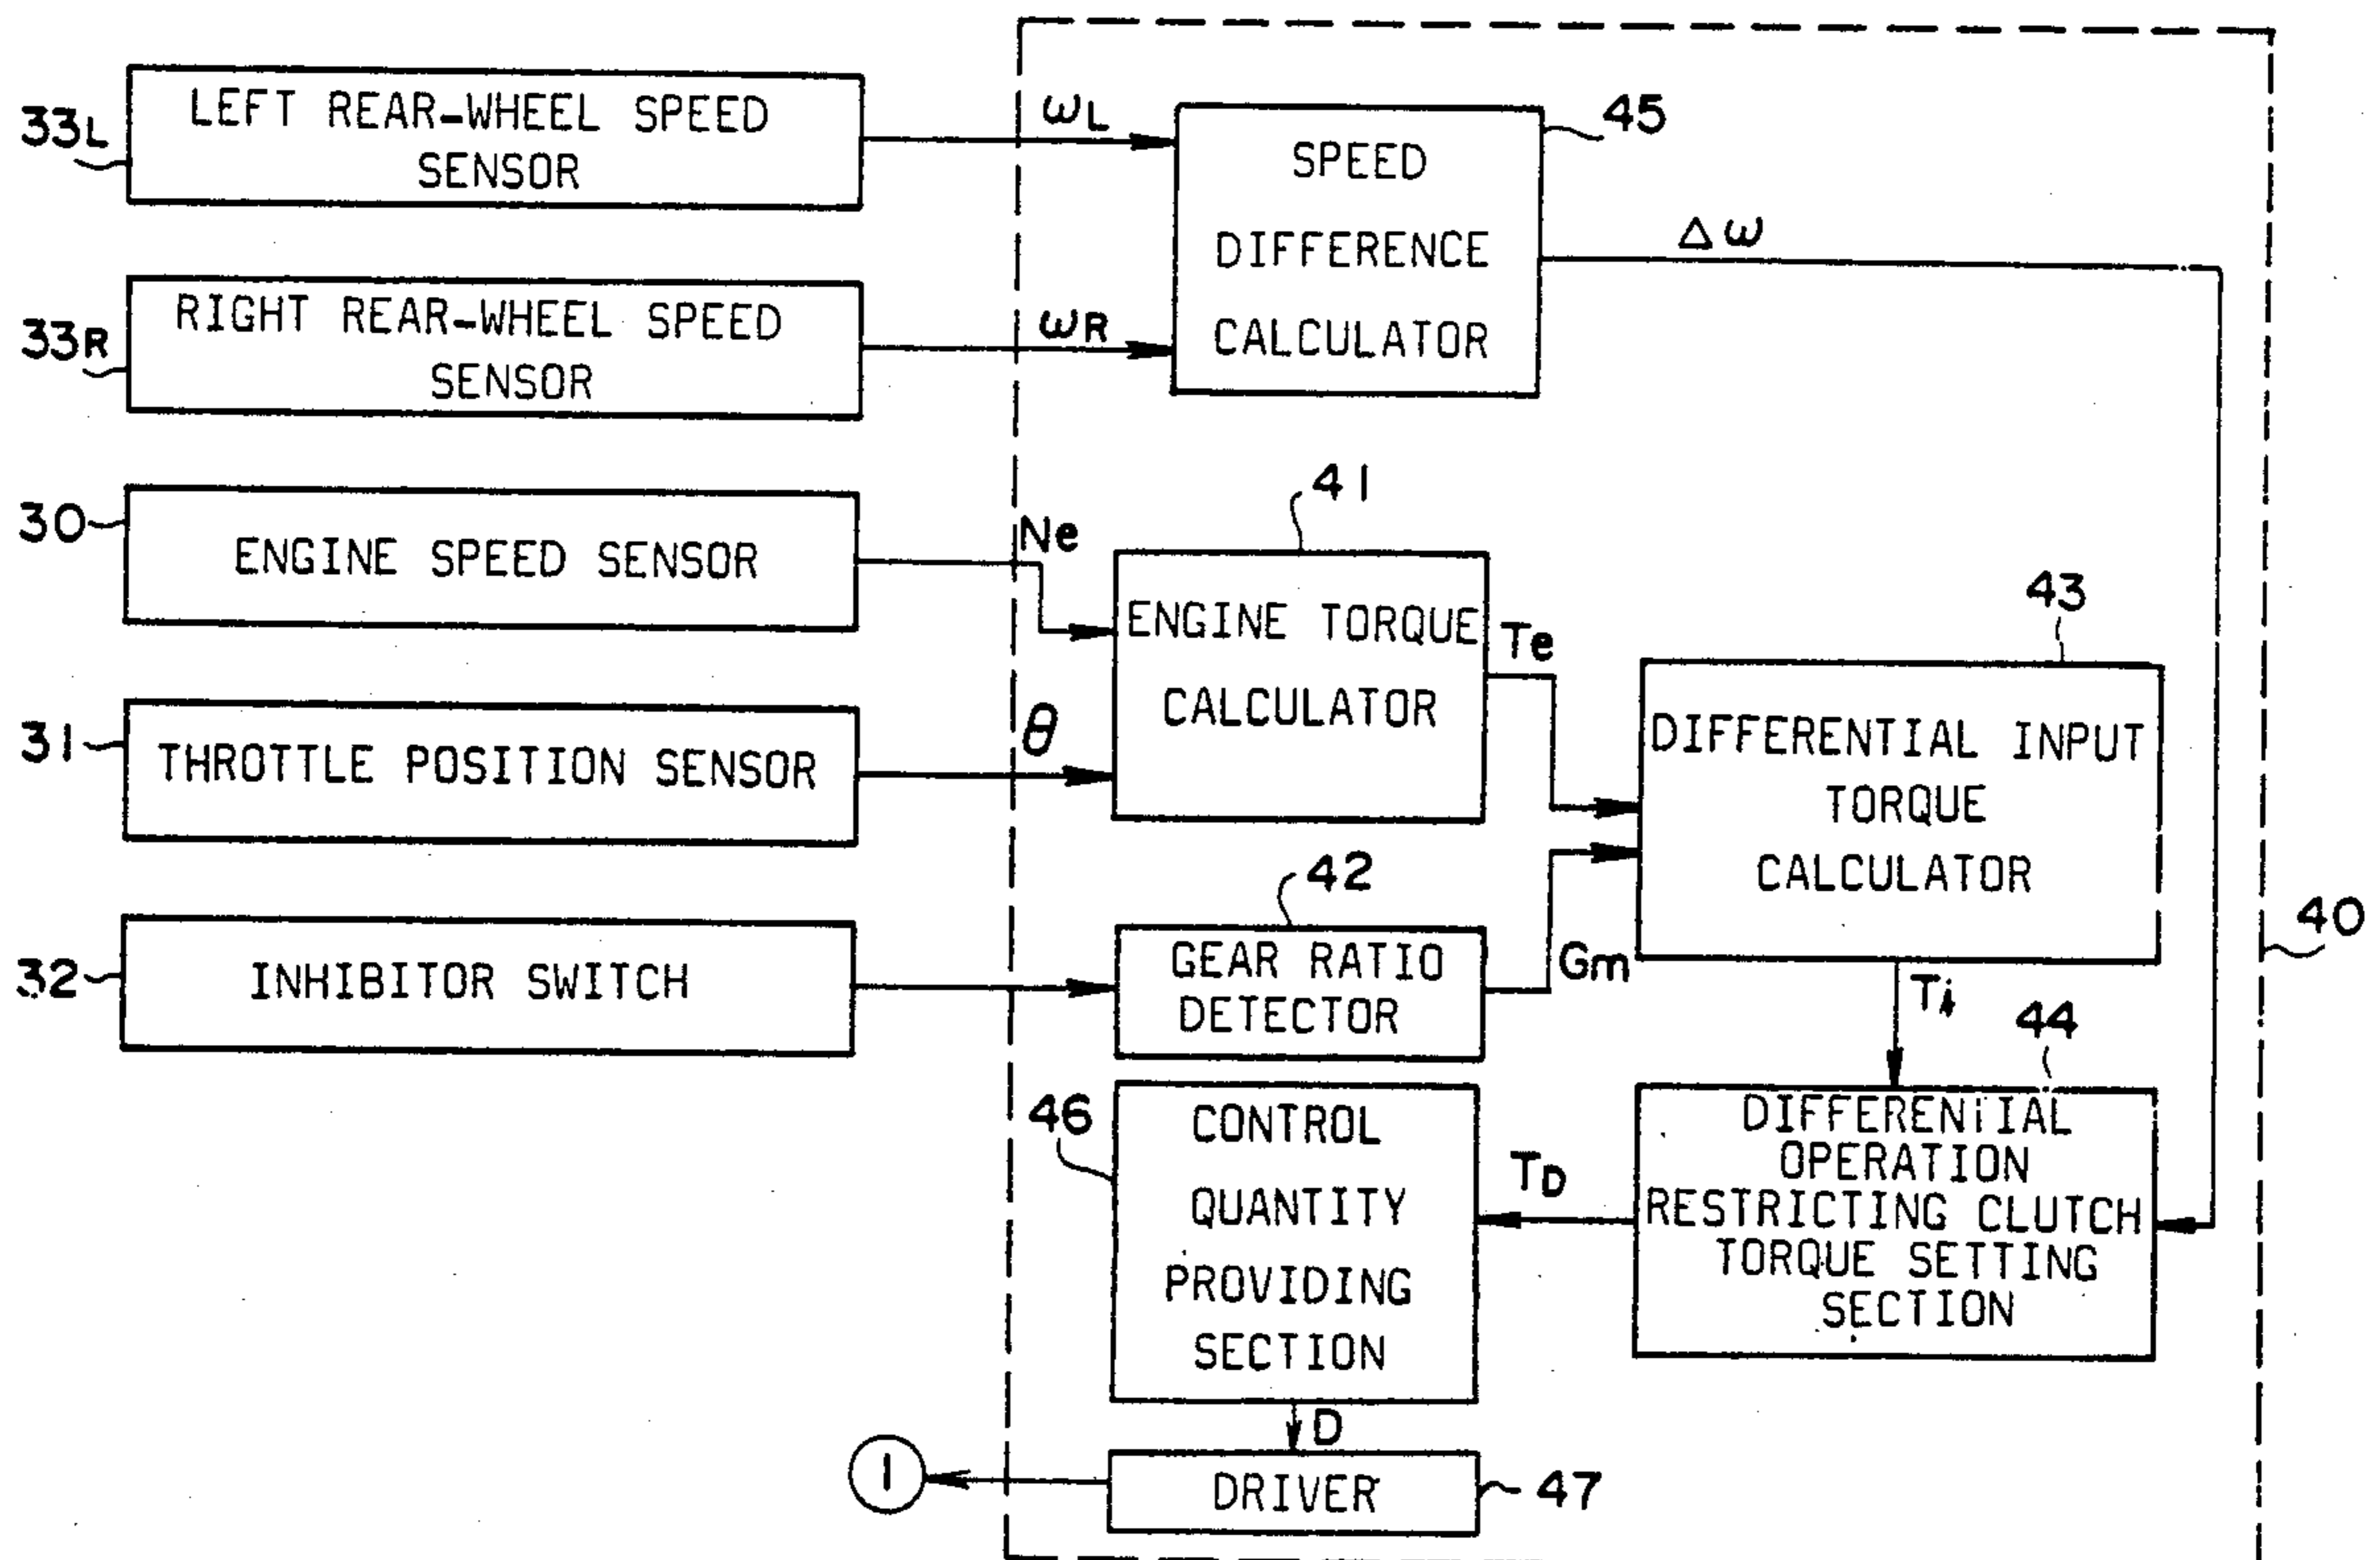 33L
LEFT REAR-WHEEL SPEED
SENSOR
ωL
SPEED
DIFFERENCE
CALCULATOR
45
Δω
33R
RIGHT REAR-WHEEL SPEED
SENSOR
ωR
30
ENGINE SPEED SENSOR
Ne
41
ENGINE TORQUE
CALCULATOR
Te
31
THROTTLE POSITION SENSOR
θ
43
DIFFERENTIAL INPUT
TORQUE
CALCULATOR
32
INHIBITOR SWITCH
42
GEAR RATIO
DETECTOR
Gm
Ti
40
44
DIFFERENTIAL
OPERATION
RESTRICTING CLUTCH
TORQUE SETTING
SECTION
TD
46
CONTROL
QUANTITY
PROVIDING
SECTION
D
DRIVER
47
1